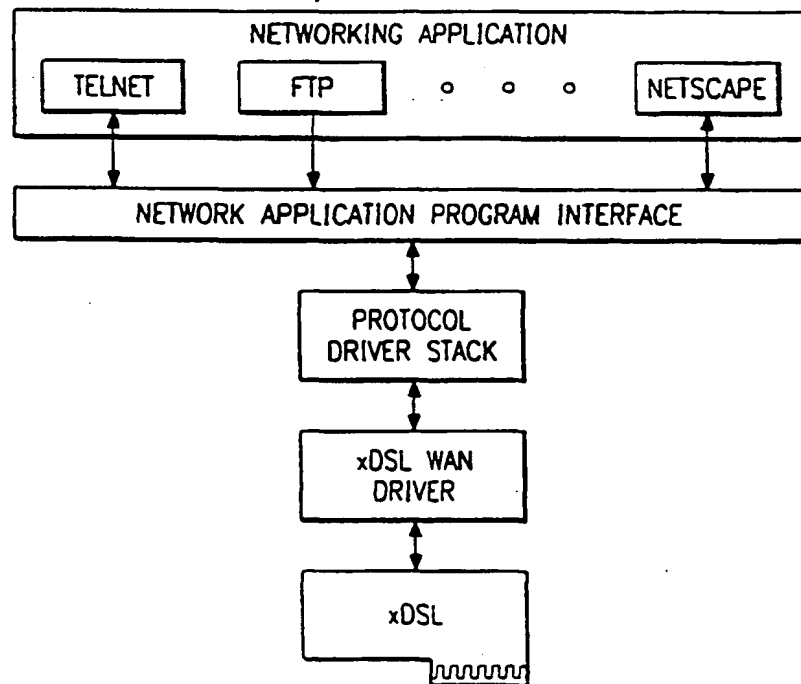 NETWORKING APPLICATION
TELNET
FTP
NETSCAPE
NETWORK APPLICATION PROGRAM INTERFACE
PROTOCOL
DRIVER STACK
xDSL WAN
DRIVER
xDSL